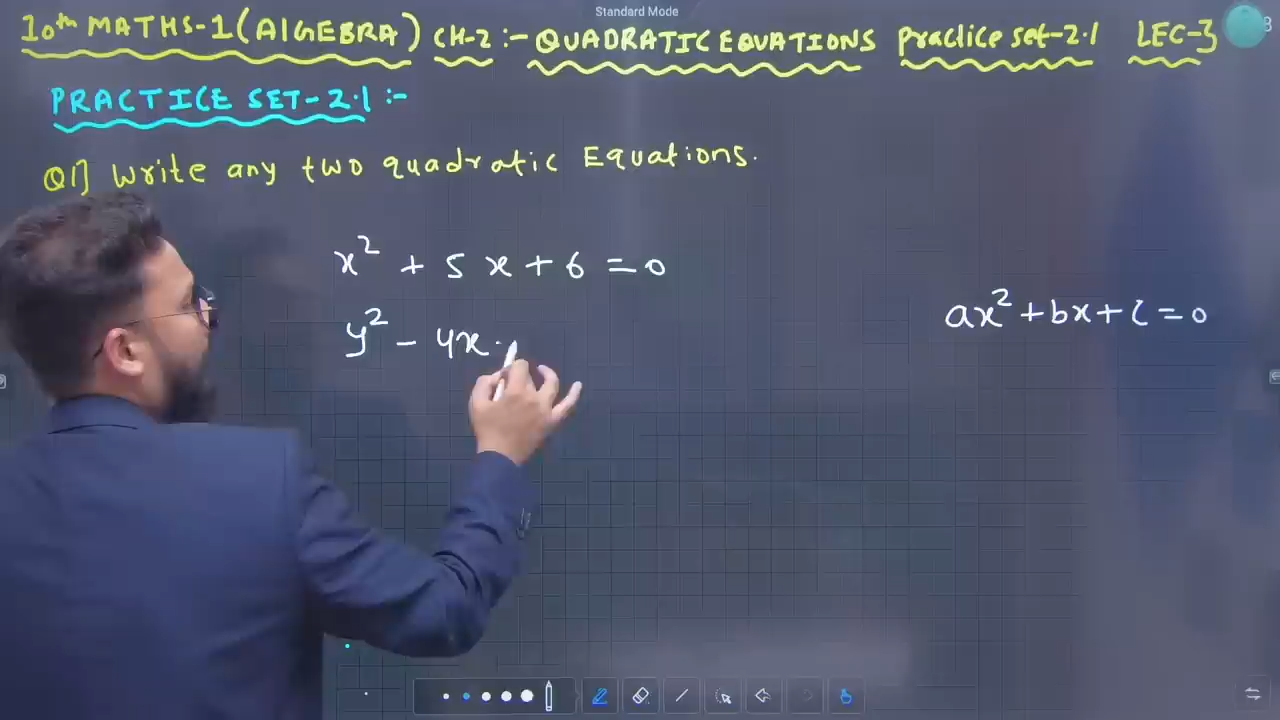 Standard Mode
10th MATHS-1 (ALGEBRA) CH-2 :- QUADRATIC EQUATIONS practice set-2.1 LEC-3
PRACTICE SET-2.1 :-
Q1] Write any two quadratic Equations.
x² + 5x + 6 = 0
ax² + bx + c = 0
y² - 4x